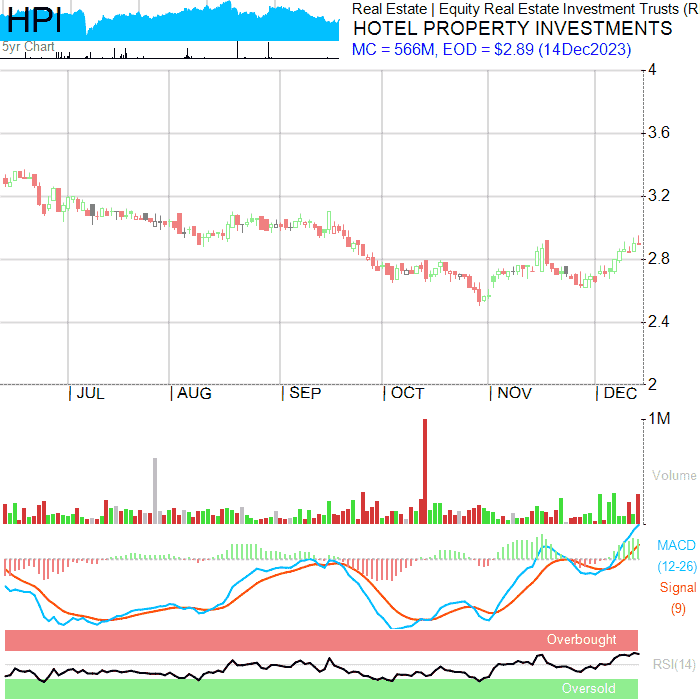 HPI
5yr Chart
Real Estate | Equity Real Estate Investment Trusts (R
HOTEL PROPERTY INVESTMENTS
MC = 566M, EOD = $2.89 (14Dec2023)
4
3.6
3.2
2.8
2.4
2
JUL
AUG
SEP
OCT
NOV
DEC
1M
Volume
MACD
(12-26)
Signal
(9)
Overbought
RSI(14)
Oversold